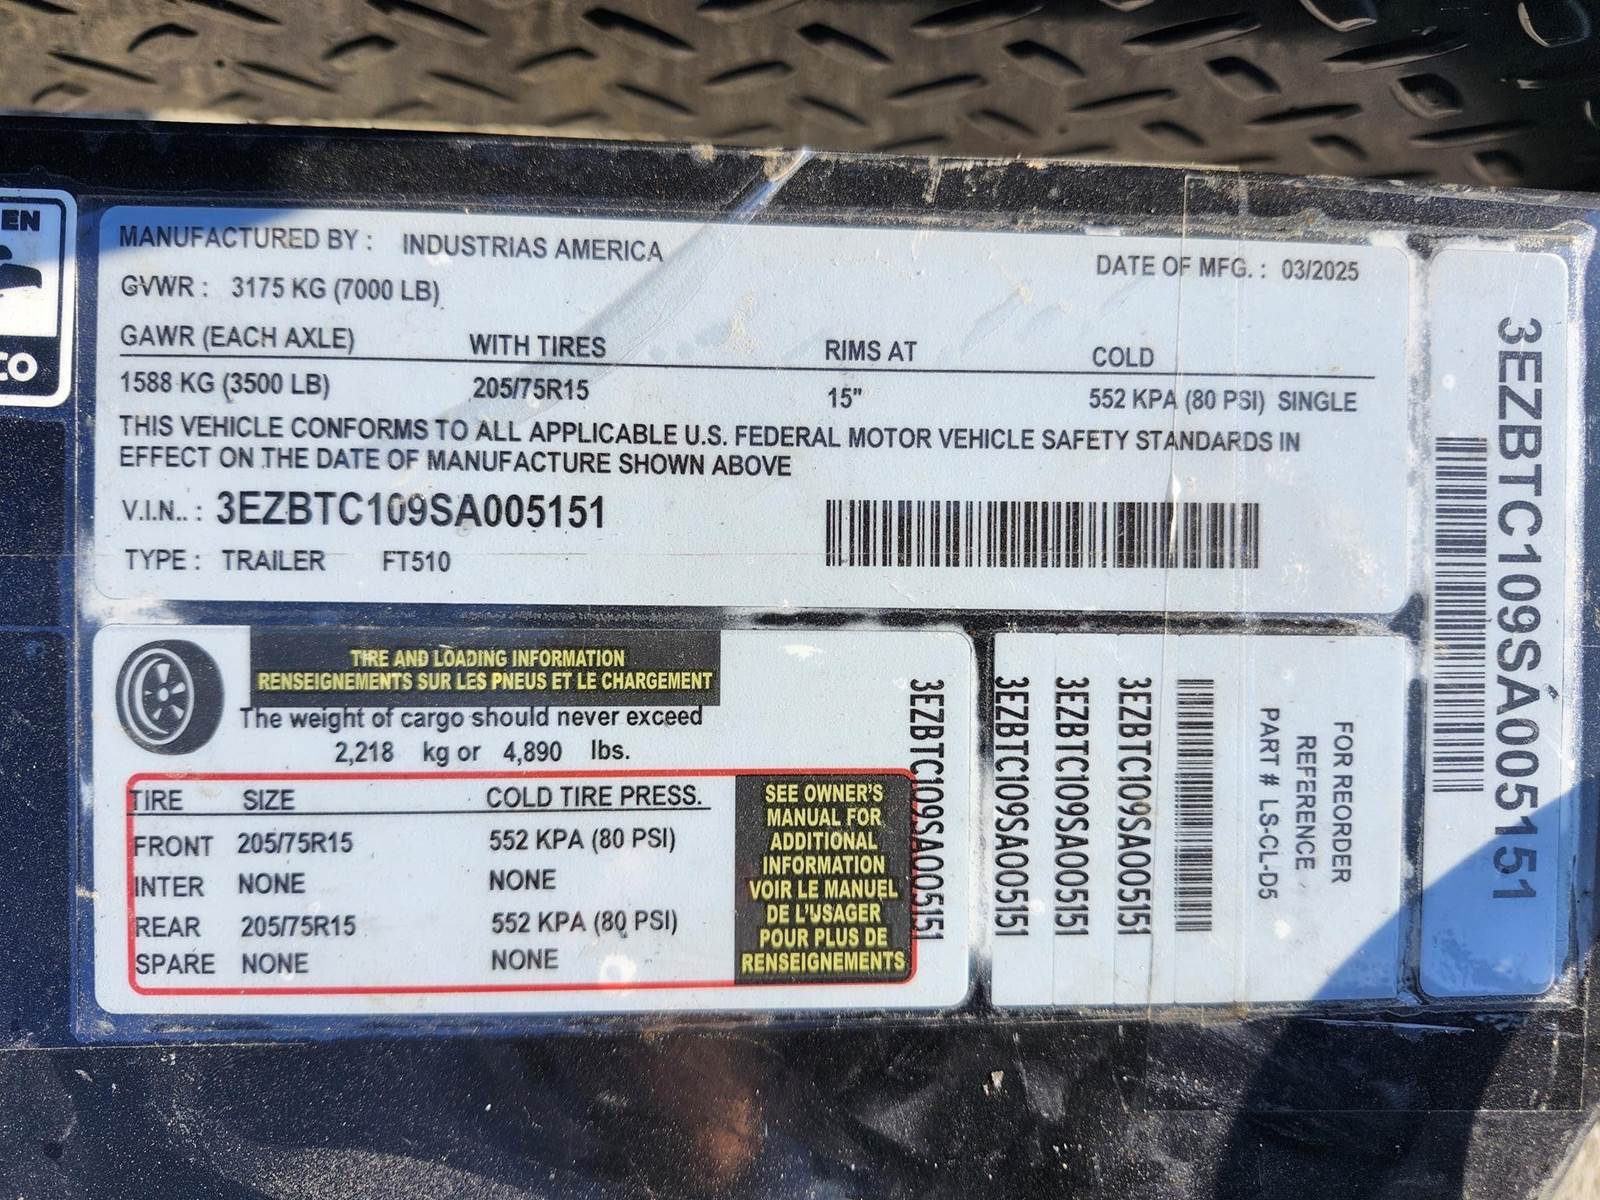 EN
CO
MANUFACTURED BY : INDUSTRIAS AMERICA
DATE OF MFG. : 03/2025
GVWR : 3175 KG (7000 LB)
GAWR (EACH AXLE) WITH TIRES RIMS AT COLD
1588 KG (3500 LB) 205/75R15 15" 552 KPA (80 PSI) SINGLE
THIS VEHICLE CONFORMS TO ALL APPLICABLE U.S. FEDERAL MOTOR VEHICLE SAFETY STANDARDS IN
EFFECT ON THE DATE OF MANUFACTURE SHOWN ABOVE
V.I.N.. : 3EZBTC109SA005151
TYPE : TRAILER FT510
TIRE AND LOADING INFORMATION
RENSEIGNEMENTS SUR LES PNEUS ET LE CHARGEMENT
The weight of cargo should never exceed
2,218 kg or 4,890 lbs.
TIRE SIZE COLD TIRE PRESS.
FRONT 205/75R15 552 KPA (80 PSI)
INTER NONE NONE
REAR 205/75R15 552 KPA (80 PSI)
SPARE NONE NONE
SEE OWNER'S
MANUAL FOR
ADDITIONAL
INFORMATION
VOIR LE MANUEL
DE L'USAGER
POUR PLUS DE
RENSEIGNEMENTS
3EZBTC109SA005151
3EZBTC109SA005151
3EZBTC109SA005151
3EZBTC109SA005151
FOR REORDER
REFERENCE
PART # LS-CL-D5
3EZBTC109SA005151